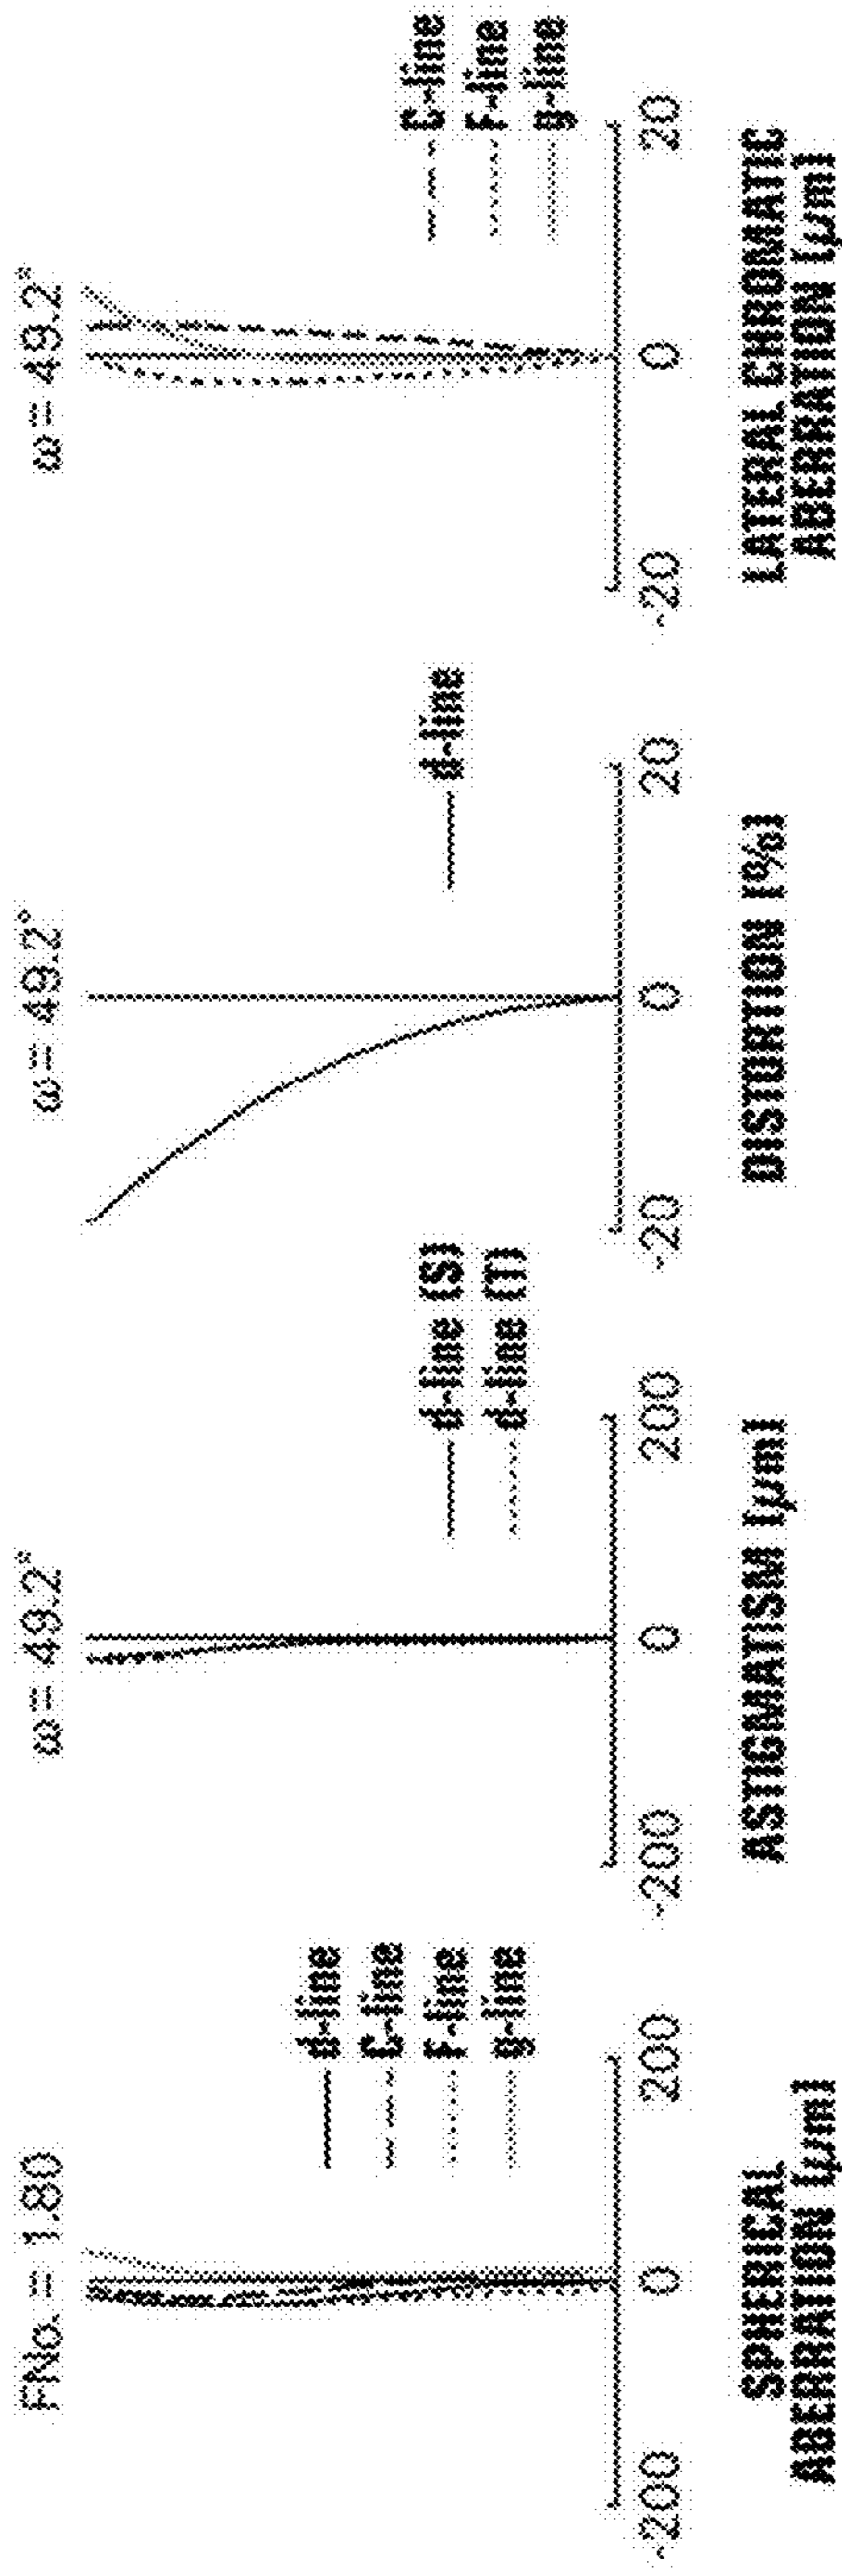 FNo. = 1.80
d-line
C-line
F-line
g-line
-200
0
200
SPHERICAL
ABERRATION [μm]
ω= 49.2°
d-line (S)
d-line (T)
-200
0
200
ASTIGMATISM [μm]
ω= 49.2°
d-line
-20
0
20
DISTORTION [%]
ω= 49.2°
C-line
F-line
g-line
-20
0
20
LATERAL CHROMATIC
ABERRATION [μm]